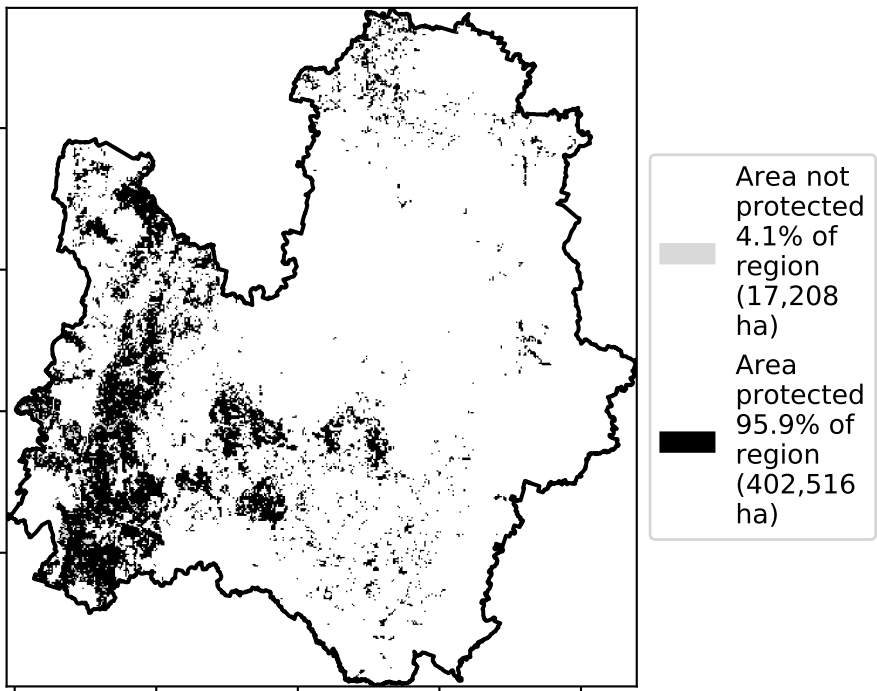 Area not
protected
4.1% of
region
(17,208
ha)
Area
protected
95.9% of
region
(402,516
ha)